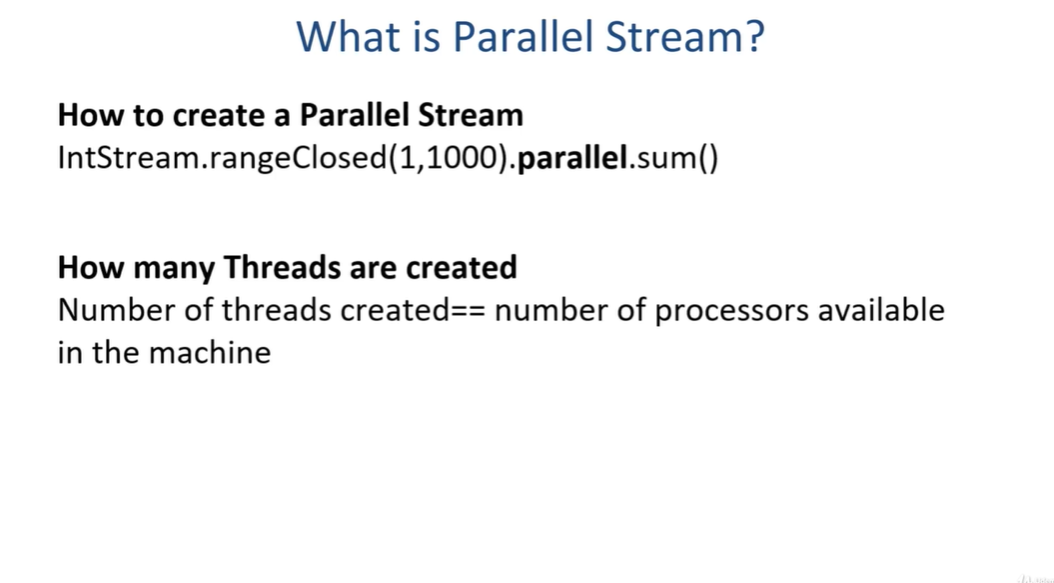 What is Parallel Stream?
How to create a Parallel Stream
IntStream.rangeClosed(1,1000).parallel.sum()
How many Threads are created
Number of threads created== number of processors available
in the machine